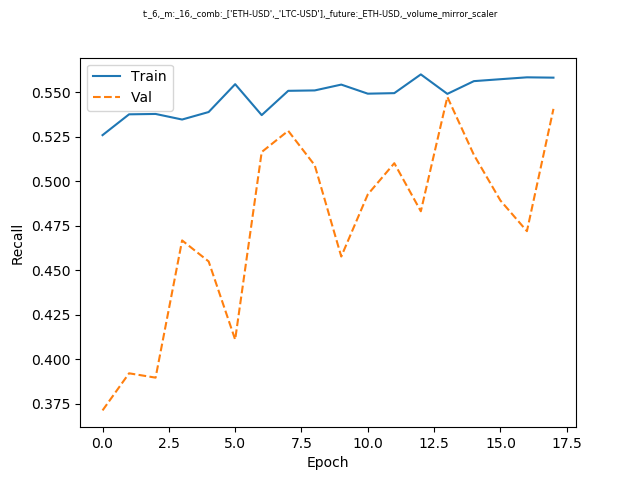 t:_6,_m:_16,_comb:_['ETH-USD',_'LTC-USD'],_future:_ETH-USD,_volume_mirror_scaler
Train
Val
0.550
0.525
0.500
0.475
0.450
0.425
0.400
0.375
Recall
0.0 2.5 5.0 7.5 10.0 12.5 15.0 17.5
Epoch